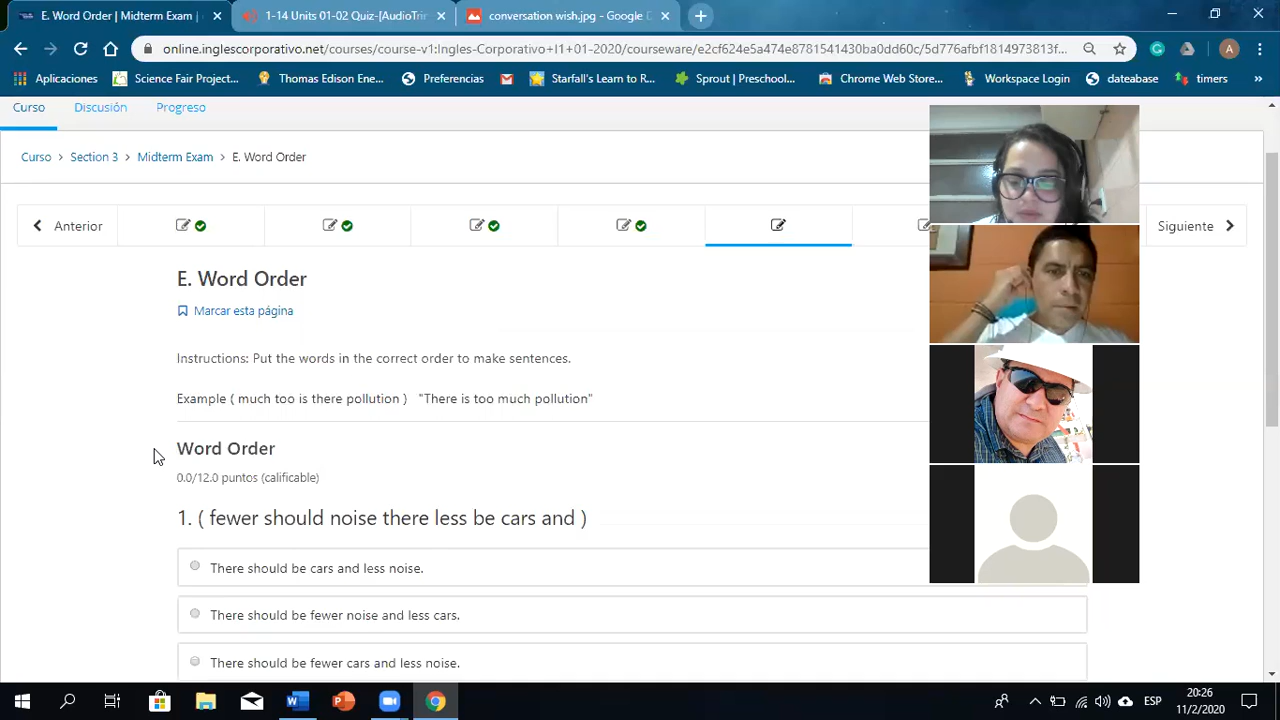 E. Word Order | Midterm Exam |
1-14 Units 01-02 Quiz-[AudioTrim
conversation wish.jpg - Google D
online.inglescorporativo.net/courses/course-v1:Ingles-Corporativo+I1+01-2020/courseware/e2cf624e5a474e8781541430ba0dd60c/5d776afbf1814973813f...
A
Aplicaciones
Science Fair Project...
Thomas Edison Ene...
Preferencias
Starfall's Learn to R...
Sprout | Preschool...
Chrome Web Store...
Workspace Login
dateabase
timers
»
Curso
Discusión
Progreso
Curso > Section 3 > Midterm Exam > E. Word Order
Anterior
Siguiente
E. Word Order
Marcar esta página
Instructions: Put the words in the correct order to make sentences.
Example ( much too is there pollution ) "There is too much pollution"
Word Order
0.0/12.0 puntos (calificable)
1. ( fewer should noise there less be cars and )
There should be cars and less noise.
There should be fewer noise and less cars.
There should be fewer cars and less noise.
ESP
20:26
11/2/2020